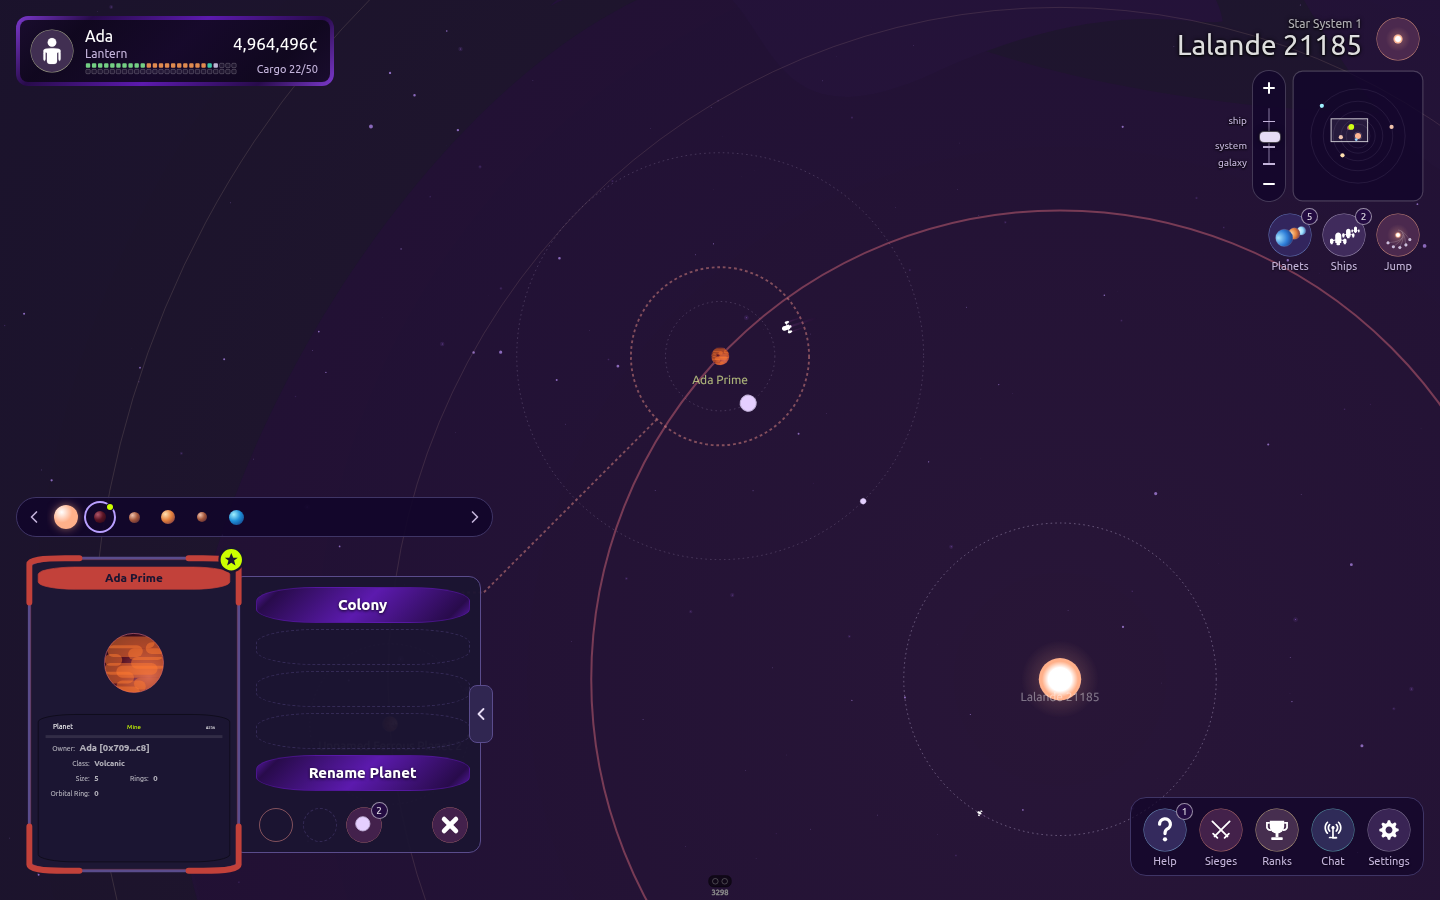 Ada
Lantern
4,964,496¢
Cargo 22/50
Star System 1
Lalande 21185
ship
system
galaxy
5
2
Planets
Ships
Jump
Ada Prime
Lalande 21185
Ada Prime
Planet
Mine
Owner: Ada [0x709...c8]
Class: Volcanic
Size: 5
Rings: 0
Orbital Ring: 0
Colony
Rename Planet
2
1
Help
Sieges
Ranks
Chat
Settings
3298